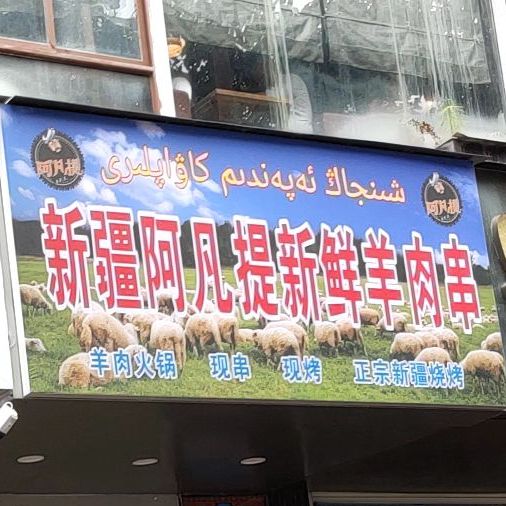 شىنجاڭ ئەپەندىم كاۋاپلىرى
阿凡提
阿凡提
新疆阿凡提新鲜羊肉串
羊肉火锅 现串 现烤 正宗新疆烧烤